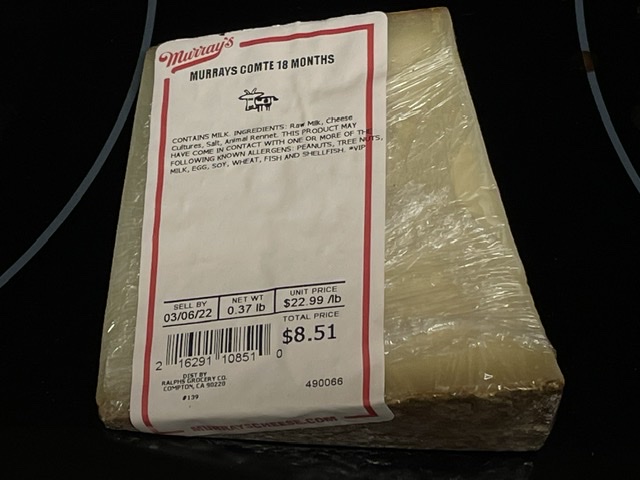 Murray's
MURRAYS COMTE 18 MONTHS
CONTAINS MILK. INGREDIENTS: Raw Milk, Cheese
Cultures, Salt, Animal Rennet. THIS PRODUCT MAY
HAVE COME IN CONTACT WITH ONE OR MORE OF THE
FOLLOWING KNOWN ALLERGENS: PEANUTS, TREE NUTS,
MILK, EGG, SOY, WHEAT, FISH AND SHELLFISH. *VIP
SELL BY NET WT UNIT PRICE
03/06/22 0.37 lb $22.99 /lb
TOTAL PRICE
$8.51
2 16291 10851 0
DIST BY
RALPHS GROCERY CO.
COMPTON, CA 90220
#139
490066
MURRAYSCHEESE.COM